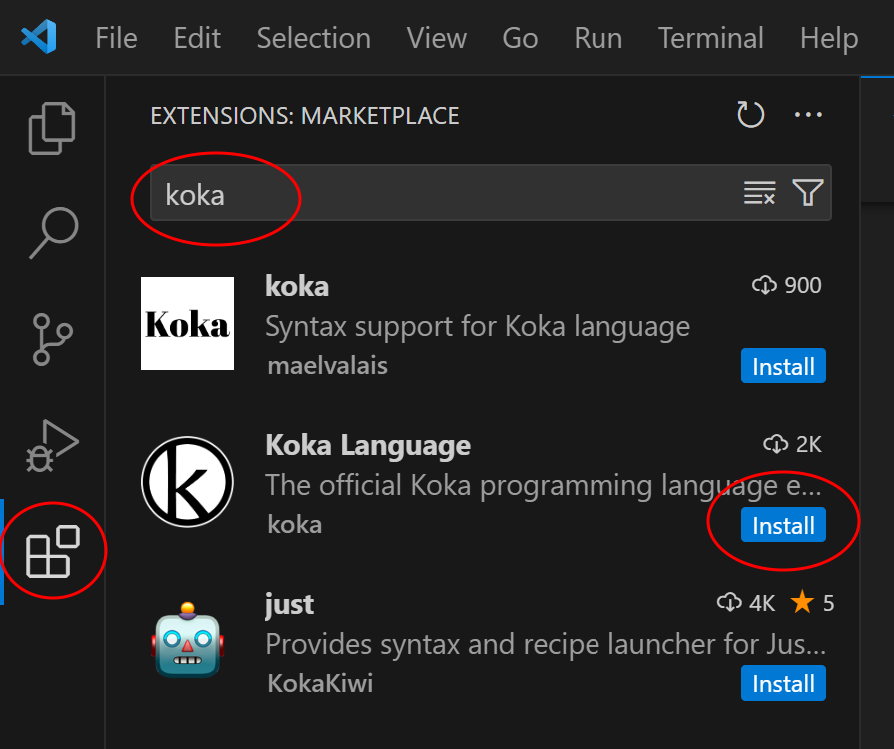 File Edit Selection View Go Run Terminal Help
EXTENSIONS: MARKETPLACE
koka
Koka
koka 900
Syntax support for Koka language
maelvalais Install
k
Koka Language 2K
The official Koka programming language e...
koka Install
just 4K 5
Provides syntax and recipe launcher for Jus...
KokaKiwi Install